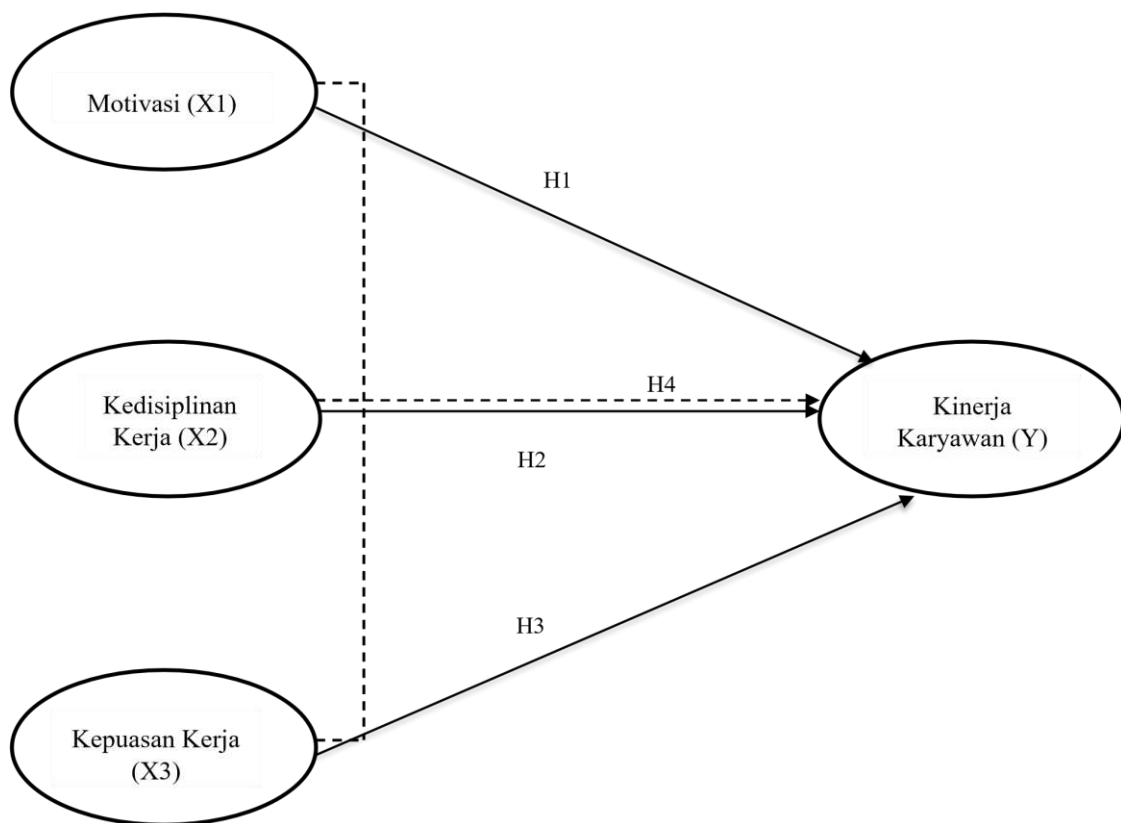 Motivasi (X1)
H1
Kedisiplinan
Kerja (X2)
H4
H2
Kinerja
Karyawan (Y)
H3
Kepuasan Kerja
(X3)